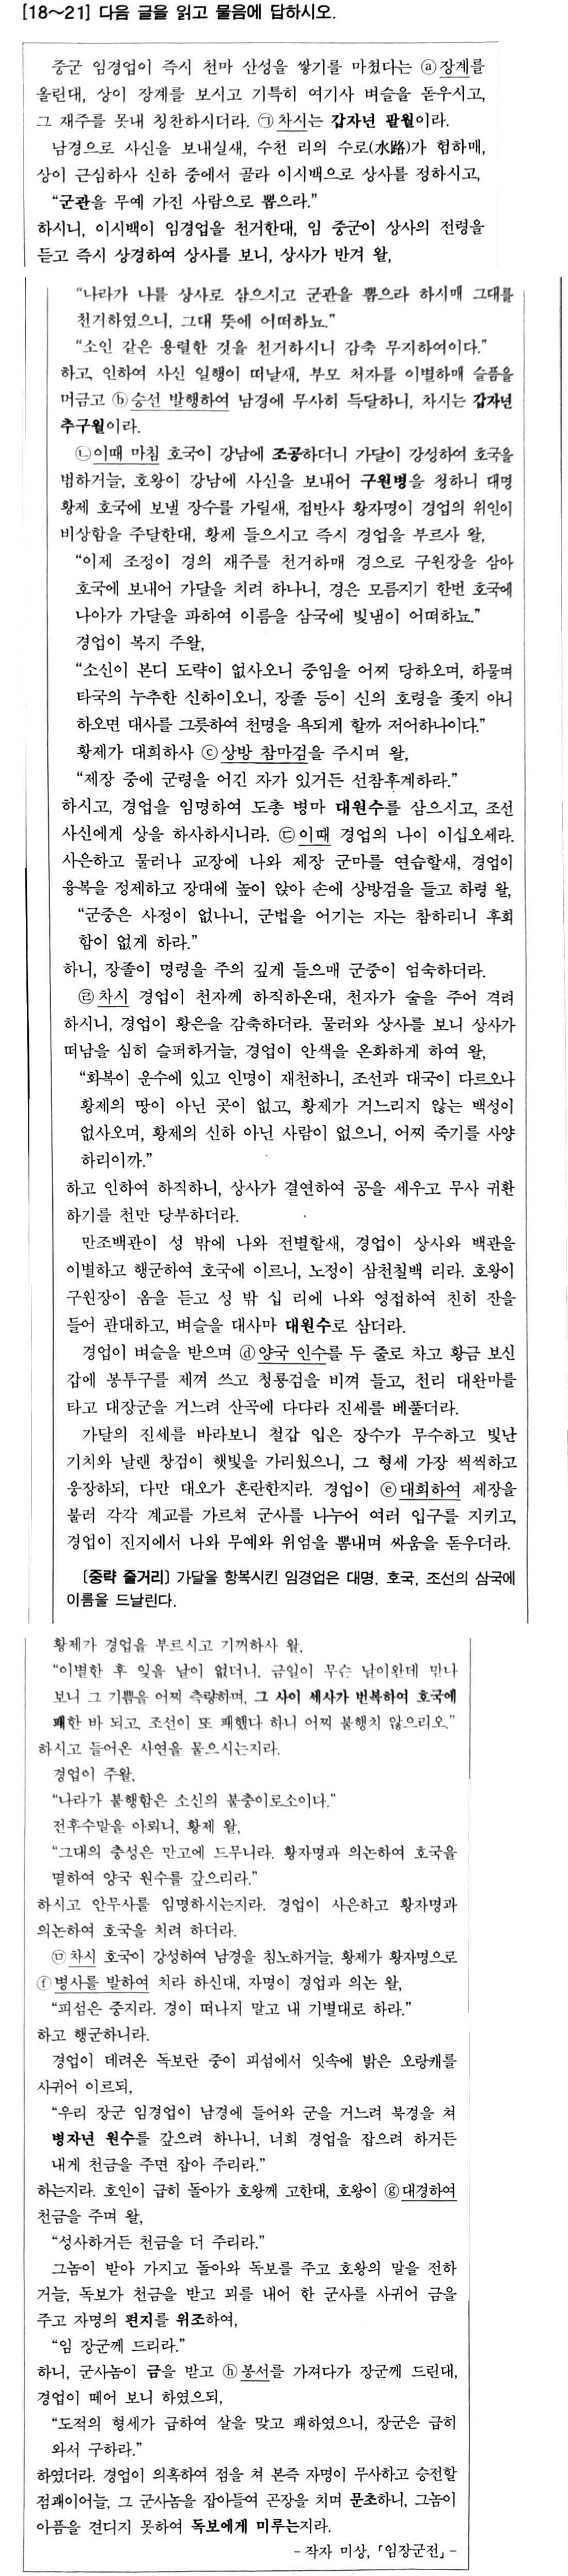 [18～21] 다음 글을 읽고 물음에 답하시오.
중군 임경업이 즉시 천마 산성을 쌓기를 마쳤다는 ⓐ장계를
올린대, 상이 장계를 보시고 기특히 여기사 벼슬을 돋우시고,
그 재주를 못내 칭찬하시더라. ㉠차시는 갑자년 팔월이라.
남경으로 사신을 보내실새, 수천 리의 수로(水路)가 험하매,
상이 근심하사 신하 중에서 골라 이시백으로 상사를 정하시고,
“군관을 무예 가진 사람으로 뽑으라.”
하시니, 이시백이 임경업을 천거한대, 임 중군이 상사의 전령을
듣고 즉시 상경하여 상사를 보니, 상사가 반겨 왈,
“나라가 나를 상사로 삼으시고 군관을 뽑으라 하시매 그대를
천거하였으니, 그대 뜻에 어떠하뇨.”
“소인 같은 용렬한 것을 천거하시니 감축 무지하여이다.”
하고, 인하여 사신 일행이 떠날새, 부모 처자를 이별하매 슬픔을
머금고 ⓑ승선 발행하여 남경에 무사히 득달하니, 차시는 갑자년
추구월이라.
㉡이때 마침 호국이 강남에 조공하더니 가달이 강성하여 호국을
범하거늘, 호왕이 강남에 사신을 보내어 구원병을 청하니 대명
황제 호국에 보낼 장수를 가릴새, 접반사 황자명이 경업의 위인이
비상함을 주달한대, 황제 들으시고 즉시 경업을 부르사 왈,
“이제 조정이 경의 재주를 천거하매 경으로 구원장을 삼아
호국에 보내어 가달을 치려 하나니, 경은 모름지기 한번 호국에
나아가 가달을 파하여 이름을 삼국에 빛냄이 어떠하뇨.”
경업이 복지 주왈,
“소신이 본디 도략이 없사오니 중임을 어찌 당하오며, 하물며
타국의 누추한 신하이오니, 장졸 등이 신의 호령을 좇지 아니
하오면 대사를 그릇하여 천명을 욕되게 할까 저어하나이다.”
황제가 대희하사 ⓒ상방 참마검을 주시며 왈,
“제장 중에 군령을 어긴 자가 있거든 선참후계하라.”
하시고, 경업을 임명하여 도총 병마 대원수를 삼으시고, 조선
사신에게 상을 하사하시니라. ㉢이때 경업의 나이 이십오세라.
사은하고 물러나 교장에 나와 제장 군마를 연습할새, 경업이
융복을 정제하고 장대에 높이 앉아 손에 상방검을 들고 하령 왈,
“군중은 사정이 없나니, 군법을 어기는 자는 참하리니 후회
함이 없게 하라.”
하니, 장졸이 명령을 주의 깊게 들으매 군중이 엄숙하더라.
㉣차시 경업이 천자께 하직하온대, 천자가 술을 주어 격려
하시니, 경업이 황은을 감축하더라. 물러와 상사를 보니 상사가
떠남을 심히 슬퍼하거늘, 경업이 안색을 온화하게 하여 왈,
“화복이 운수에 있고 인명이 재천하니, 조선과 대국이 다르오나
황제의 땅이 아닌 곳이 없고, 황제가 거느리지 않는 백성이
없사오며, 황제의 신하 아닌 사람이 없으니, 어찌 죽기를 사양
하리이까.”
하고 인하여 하직하니, 상사가 결연하여 공을 세우고 무사 귀환
하기를 천만 당부하더라.
만조백관이 성 밖에 나와 전별할새, 경업이 상사와 백관을
이별하고 행군하여 호국에 이르니, 노정이 삼천칠백 리라. 호왕이
구원장이 옴을 듣고 성 밖 십 리에 나와 영접하여 친히 잔을
들어 관대하고, 벼슬을 대사마 대원수로 삼더라.
경업이 벼슬을 받으며 ⓓ양국 인수를 두 줄로 차고 황금 보신
갑에 봉투구를 제껴 쓰고 청룡검을 비껴 들고, 천리 대완마를
타고 대장군을 거느려 산곡에 다다라 진세를 베풀더라.
가달의 진세를 바라보니 철갑 입은 장수가 무수하고 빛난
기치와 날랜 창검이 햇빛을 가리웠으니, 그 형세 가장 씩씩하고
웅장하되, 다만 대오가 혼란한지라. 경업이 ⓔ대희하여 제장을
불러 각각 계교를 가르쳐 군사를 나누어 여러 입구를 지키고,
경업이 진지에서 나와 무예와 위엄을 뽐내며 싸움을 돋우더라.
[중략 줄거리] 가달을 항복시킨 임경업은 대명, 호국, 조선의 삼국에
이름을 드날린다.
황제가 경업을 부르시고 기꺼하사 왈,
“이별한 후 잊을 날이 없더니, 금일이 무슨 날이완데 만나
보니 그 기쁨을 어찌 측량하며, 그 사이 세사가 번복하여 호국에
패한 바 되고, 조선이 또 패했다 하니 어찌 불행치 않으리오.”
하시고 들어온 사연을 물으시는지라.
경업이 주왈,
“나라가 불행함은 소신의 불충이로소이다.”
전후수말을 아뢰니, 황제 왈,
“그대의 충성은 만고에 드무니라. 황자명과 의논하여 호국을
멸하여 양국 원수를 갚으리라.”
하시고 안무사를 임명하시는지라. 경업이 사은하고 황자명과
의논하여 호국을 치려 하더라.
㉤차시 호국이 강성하여 남경을 침노하거늘, 황제가 황자명으로
ⓕ병사를 발하여 치라 하신대, 자명이 경업과 의논 왈,
“피섬은 중지라. 경이 떠나지 말고 내 기별대로 하라.”
하고 행군하니라.
경업이 데려온 독보란 중이 피섬에서 잇속에 밝은 오랑캐를
사귀어 이르되,
“우리 장군 임경업이 남경에 들어와 군을 거느려 북경을 쳐
병자년 원수를 갚으려 하나니, 너희 경업을 잡으려 하거든
내게 천금을 주면 잡아 주리라.”
하는지라. 호인이 급히 돌아가 호왕께 고한대, 호왕이 ⓖ대경하여
천금을 주며 왈,
“성사하거든 천금을 더 주리라.”
그놈이 받아 가지고 돌아와 독보를 주고 호왕의 말을 전하
거늘, 독보가 천금을 받고 꾀를 내어 한 군사를 사귀어 금을
주고 자명의 편지를 위조하여,
“임 장군께 드리라.”
하니, 군사놈이 금을 받고 ⓗ봉서를 가져다가 장군께 드린대,
경업이 떼어 보니 하였으되,
“도적의 형세가 급하여 살을 맞고 패하였으니, 장군은 급히
와서 구하라.”
하였더라. 경업이 의혹하여 점을 쳐 본즉 자명이 무사하고 승전할
점괘이어늘, 그 군사놈을 잡아들여 곤장을 치며 문초하니, 그놈이
아픔을 견디지 못하여 독보에게 미루는지라.
- 작자 미상, 「임장군전」 -